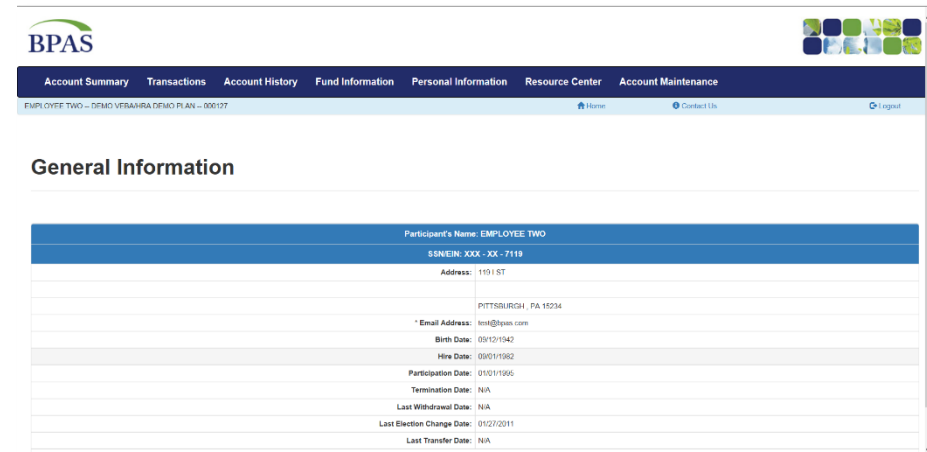 BPAS
Account Summary Transactions Account History Fund Information Personal Information Resource Center Account Maintenance
EMPLOYEE TWO -- DEMO VEBA/HRA DEMO PLAN -- 000127 Home Contact Us Logout
General Information
Participant's Name: EMPLOYEE TWO
SSN/EIN: XXX - XX - 7119
Address: 119 I ST
PITTSBURGH , PA 15234
* Email Address: test@bpas.com
Birth Date: 09/12/1942
Hire Date: 09/01/1982
Participation Date: 01/01/1995
Termination Date: N/A
Last Withdrawal Date: N/A
Last Election Change Date: 01/27/2011
Last Transfer Date: N/A